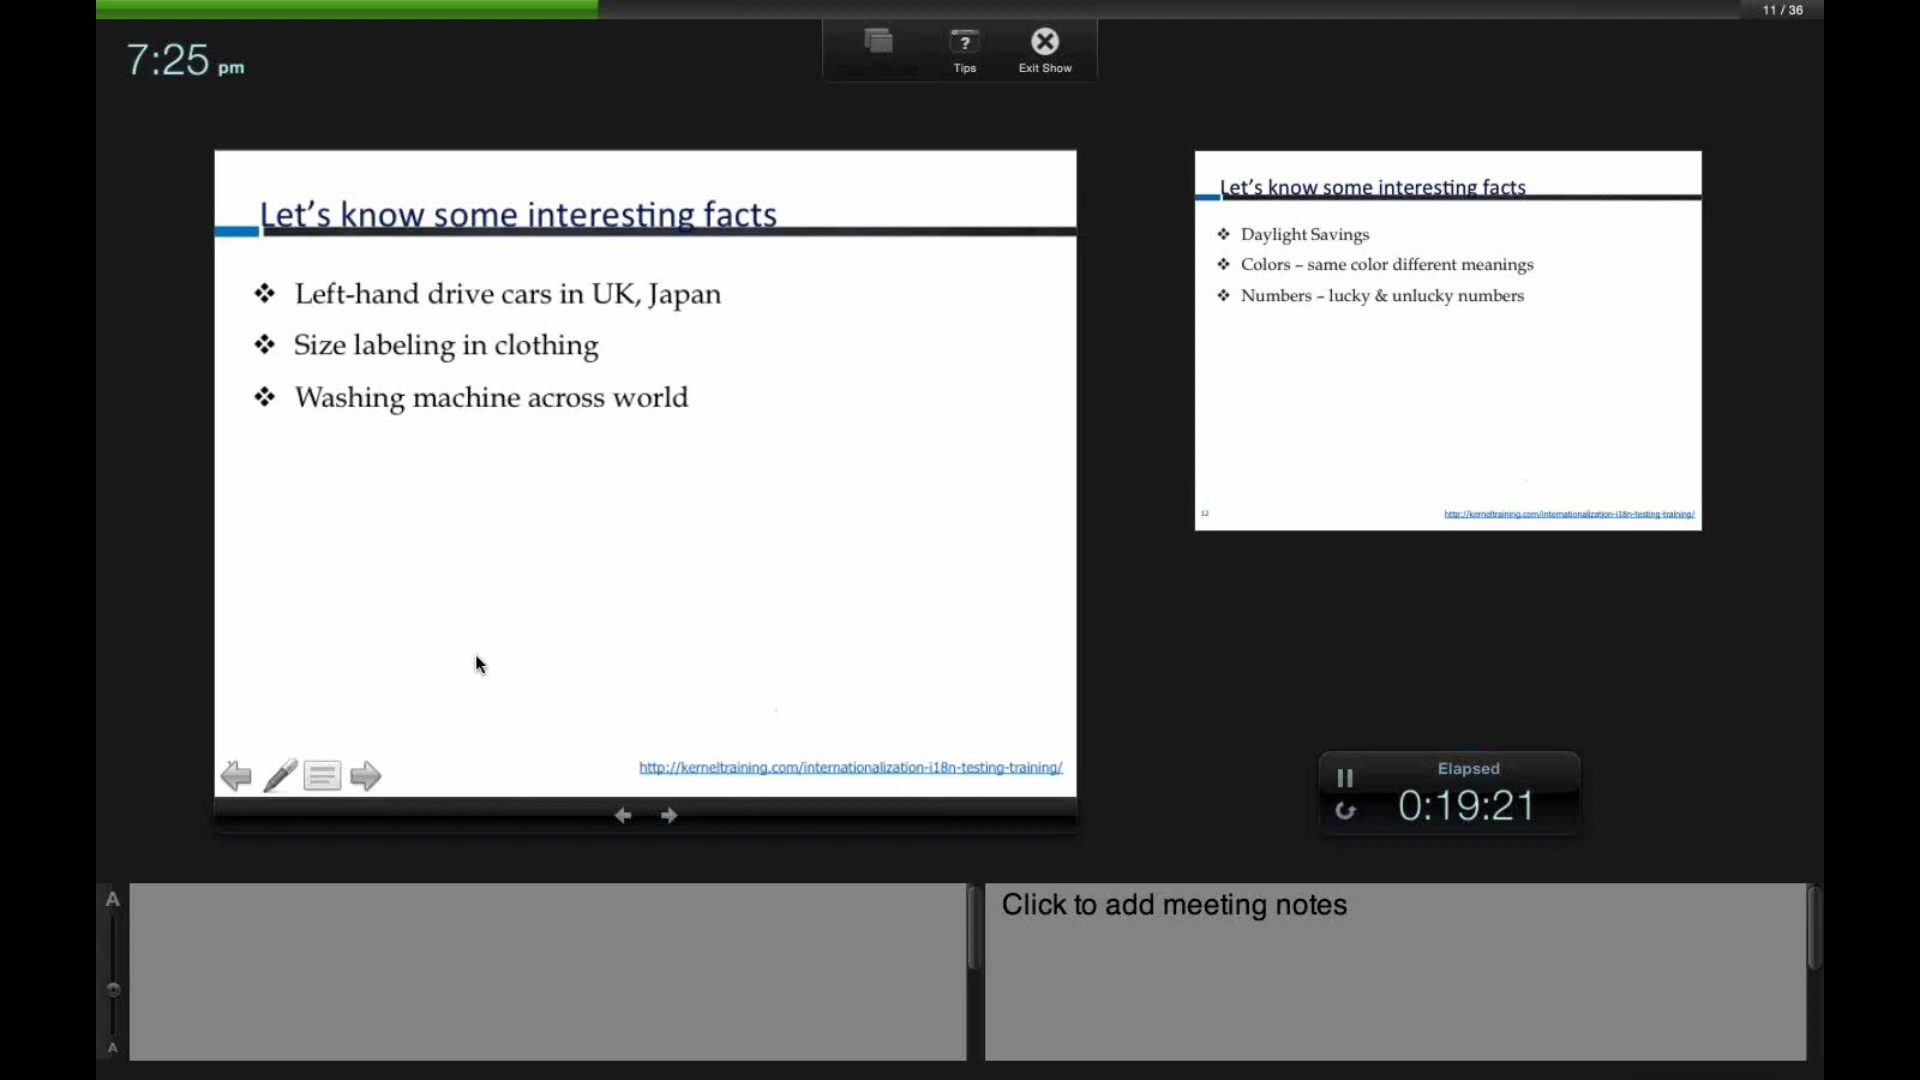 11 / 36
7:25 pm
?
Tips
Exit Show
Let’s know some interesting facts
❖ Left-hand drive cars in UK, Japan
❖ Size labeling in clothing
❖ Washing machine across world
http://kerneltraining.com/internationalization-i18n-testing-training/
Let’s know some interesting facts
❖ Daylight Savings
❖ Colors – same color different meanings
❖ Numbers – lucky & unlucky numbers
12
http://kerneltraining.com/internationalization-i18n-testing-training/
Elapsed
0:19:21
A
A
Click to add meeting notes